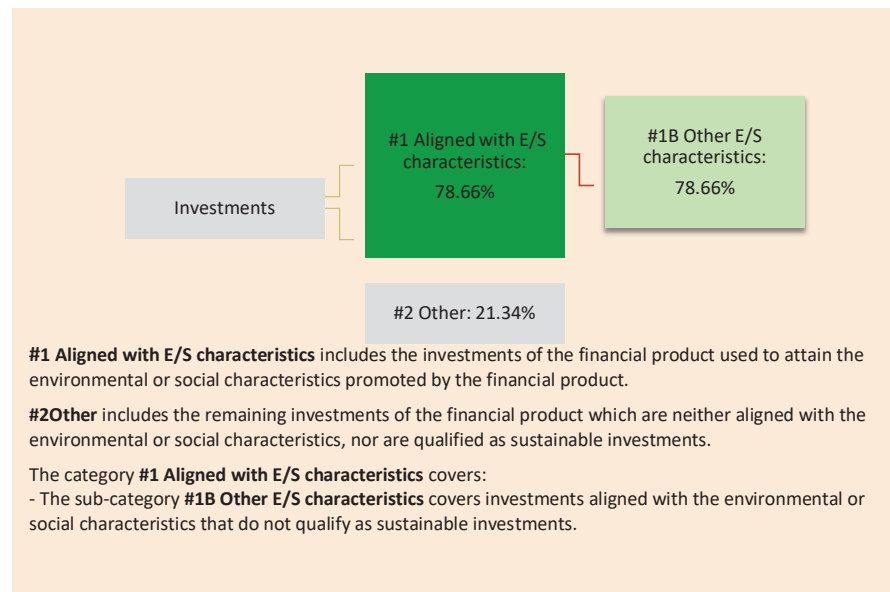 #1 Aligned with E/S
characteristics:
78.66%
#1B Other E/S
characteristics:
78.66%
Investments
#2 Other: 21.34%
#1 Aligned with E/S characteristics includes the investments of the financial product used to attain the
environmental or social characteristics promoted by the financial product.
#2Other includes the remaining investments of the financial product which are neither aligned with the
environmental or social characteristics, nor are qualified as sustainable investments.
The category #1 Aligned with E/S characteristics covers:
- The sub-category #1B Other E/S characteristics covers investments aligned with the environmental or
social characteristics that do not qualify as sustainable investments.